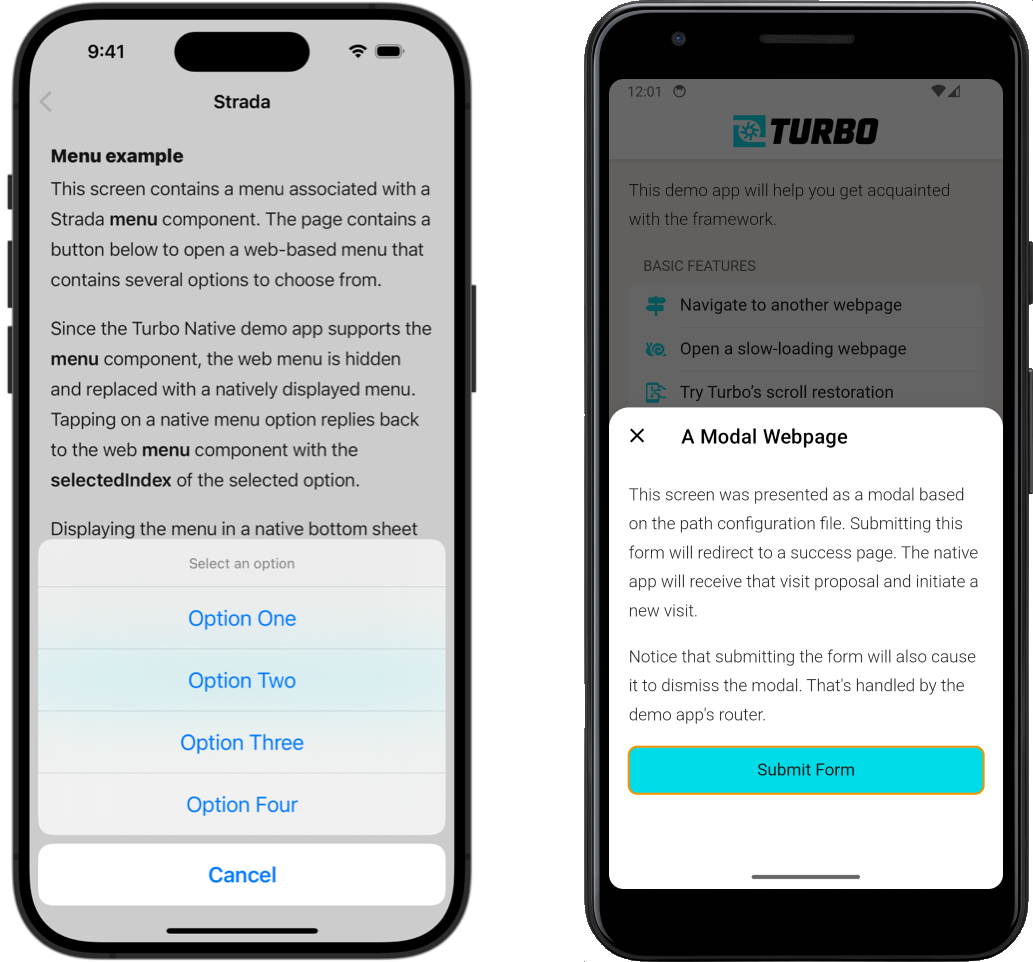 9:41
Strada
Menu example
This screen contains a menu associated with a
Strada menu component. The page contains a
button below to open a web-based menu that
contains several options to choose from.
Since the Turbo Native demo app supports the
menu component, the web menu is hidden
and replaced with a natively displayed menu.
Tapping on a native menu option replies back
to the web menu component with the
selectedIndex of the selected option.
Displaying the menu in a native bottom sheet
Select an option
Option One
Option Two
Option Three
Option Four
Cancel
12:01
TURBO
This demo app will help you get acquainted
with the framework.
BASIC FEATURES
Navigate to another webpage
Open a slow-loading webpage
Try Turbo’s scroll restoration
A Modal Webpage
This screen was presented as a modal based
on the path configuration file. Submitting this
form will redirect to a success page. The native
app will receive that visit proposal and initiate a
new visit.
Notice that submitting the form will also cause
it to dismiss the modal. That's handled by the
demo app's router.
Submit Form